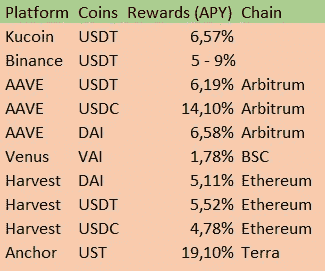 Platform Coins Rewards (APY) Chain
Kucoin USDT 6,57%
Binance USDT 5 - 9%
AAVE USDT 6,19% Arbitrum
AAVE USDC 14,10% Arbitrum
AAVE DAI 6,58% Arbitrum
Venus VAI 1,78% BSC
Harvest DAI 5,11% Ethereum
Harvest USDT 5,52% Ethereum
Harvest USDC 4,78% Ethereum
Anchor UST 19,10% Terra